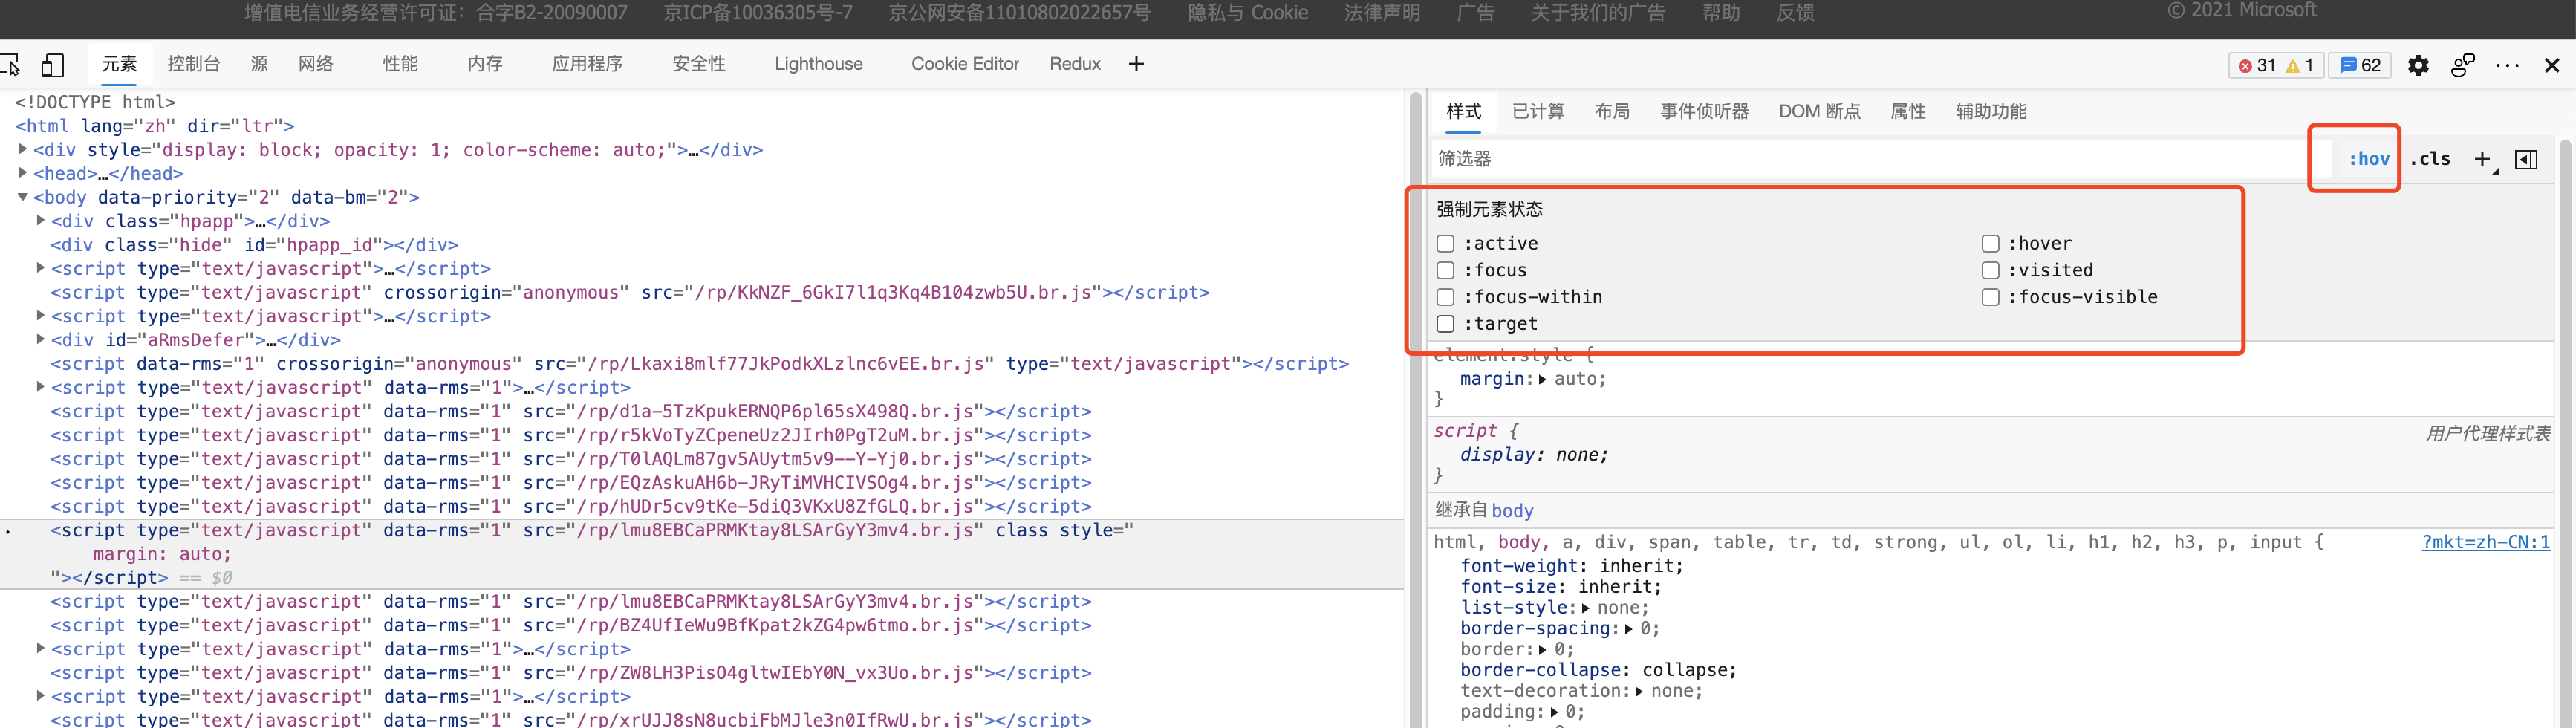 增值电信业务经营许可证：合字B2-20090007 京ICP备10036305号-7 京公网安备11010802022657号 隐私与 Cookie 法律声明 广告 关于我们的广告 帮助 反馈 © 2021 Microsoft
元素 控制台 源 网络 性能 内存 应用程序 安全性 Lighthouse Cookie Editor Redux + 31 1 62
<!DOCTYPE html>
<html lang="zh" dir="ltr">
<div style="display: block; opacity: 1; color-scheme: auto;">…</div>
<head>…</head>
<body data-priority="2" data-bm="2">
<div class="hpapp">…</div>
<div class="hide" id="hpapp_id"></div>
<script type="text/javascript">…</script>
<script type="text/javascript" crossorigin="anonymous" src="/rp/KkNZF_6GkI7l1q3Kq4B104zwb5U.br.js"></script>
<script type="text/javascript">…</script>
<div id="aRmsDefer">…</div>
<script data-rms="1" crossorigin="anonymous" src="/rp/Lkaxi8mlf77JkPodkXLzlnc6vEE.br.js" type="text/javascript"></script>
<script type="text/javascript" data-rms="1">…</script>
<script type="text/javascript" data-rms="1" src="/rp/d1a-5TzKpukERNQP6pl65sX498Q.br.js"></script>
<script type="text/javascript" data-rms="1" src="/rp/r5kVoTyZCpeneUz2JIrh0PgT2uM.br.js"></script>
<script type="text/javascript" data-rms="1" src="/rp/T0lAQLm87gv5AUytm5v9--Y-Yj0.br.js"></script>
<script type="text/javascript" data-rms="1" src="/rp/EQzAskuAH6b-JRyTiMVHCIVSOg4.br.js"></script>
<script type="text/javascript" data-rms="1" src="/rp/hUDr5cv9tKe-5diQ3VKxU8ZfGLQ.br.js"></script>
<script type="text/javascript" data-rms="1" src="/rp/lmu8EBCaPRMKtay8LSArGyY3mv4.br.js" class style="
margin: auto;
"></script> == $0
<script type="text/javascript" data-rms="1" src="/rp/lmu8EBCaPRMKtay8LSArGyY3mv4.br.js"></script>
<script type="text/javascript" data-rms="1" src="/rp/BZ4UfIeWu9BfKpat2kZG4pw6tmo.br.js"></script>
<script type="text/javascript" data-rms="1">…</script>
<script type="text/javascript" data-rms="1" src="/rp/ZW8LH3PisO4gltwIEbY0N_vx3Uo.br.js"></script>
<script type="text/javascript" data-rms="1">…</script>
<script type="text/javascript" data-rms="1" src="/rp/xrUJJ8sN8ucbiFbMJle3n0IfRwU.br.js"></script>
样式 已计算 布局 事件侦听器 DOM 断点 属性 辅助功能
筛选器 :hov .cls +
强制元素状态
:active :hover
:focus :visited
:focus-within :focus-visible
:target
element.style {
margin: auto;
}
script { 用户代理样式表
display: none;
}
继承自 body
html, body, a, div, span, table, tr, td, strong, ul, ol, li, h1, h2, h3, p, input { ?mkt=zh-CN:1
font-weight: inherit;
font-size: inherit;
list-style: none;
border-spacing: 0;
border: 0;
border-collapse: collapse;
text-decoration: none;
padding: 0;